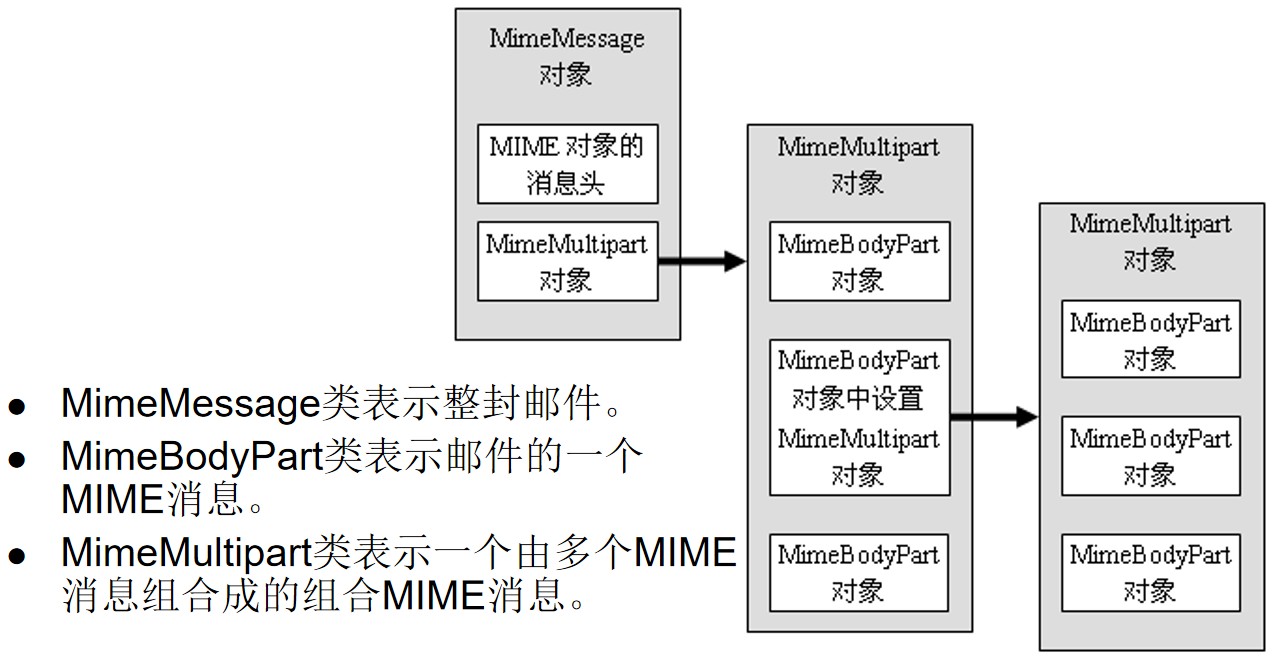 MimeMessage
对象
MIME 对象的
消息头
MimeMultipart
对象
MimeMultipart
对象
MimeBodyPart
对象
MimeBodyPart
对象中设置
MimeMultipart
对象
MimeBodyPart
对象
MimeMultipart
对象
MimeBodyPart
对象
MimeBodyPart
对象
MimeBodyPart
对象
● MimeMessage类表示整封邮件。
● MimeBodyPart类表示邮件的一个
MIME消息。
● MimeMultipart类表示一个由多个MIME
消息组合成的组合MIME消息。